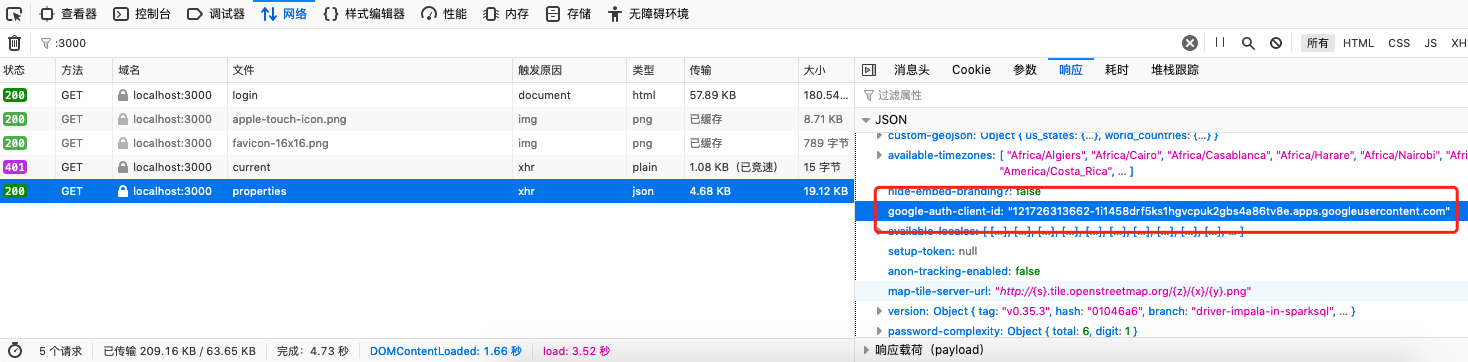 查看器 控制台 调试器 网络 样式编辑器 性能 内存 存储 无障碍环境
:3000 所有 HTML CSS JS XH
状态 方法 域名 文件 触发原因 类型 传输 大小
200 GET localhost:3000 login document html 57.89 KB 180.54…
200 GET localhost:3000 apple-touch-icon.png img png 已缓存 8.71 KB
200 GET localhost:3000 favicon-16x16.png img png 已缓存 789 字节
401 GET localhost:3000 current xhr plain 1.08 KB（已竞速） 15 字节
200 GET localhost:3000 properties xhr json 4.68 KB 19.12 KB
消息头 Cookie 参数 响应 耗时 堆栈跟踪
过滤属性
JSON
custom-geojson: Object { us_states: {…}, world_countries: {…} }
available-timezones: [ "Africa/Algiers", "Africa/Cairo", "Africa/Casablanca", "Africa/Harare", "Africa/Nairobi", "Afri
"America/Costa_Rica", … ]
hide-embed-branding?: false
google-auth-client-id: "121726313662-1i1458drf5ks1hgvcpuk2gbs4a86tv8e.apps.googleusercontent.com"
available-locales: [ […], […], […], […], […], […], […], […], […], […], … ]
setup-token: null
anon-tracking-enabled: false
map-tile-server-url: "http://{s}.tile.openstreetmap.org/{z}/{x}/{y}.png"
version: Object { tag: "v0.35.3", hash: "01046a6", branch: "driver-impala-in-sparksql", … }
password-complexity: Object { total: 6, digit: 1 }
响应载荷（payload）
5 个请求 已传输 209.16 KB / 63.65 KB 完成：4.73 秒 DOMContentLoaded: 1.66 秒 load: 3.52 秒